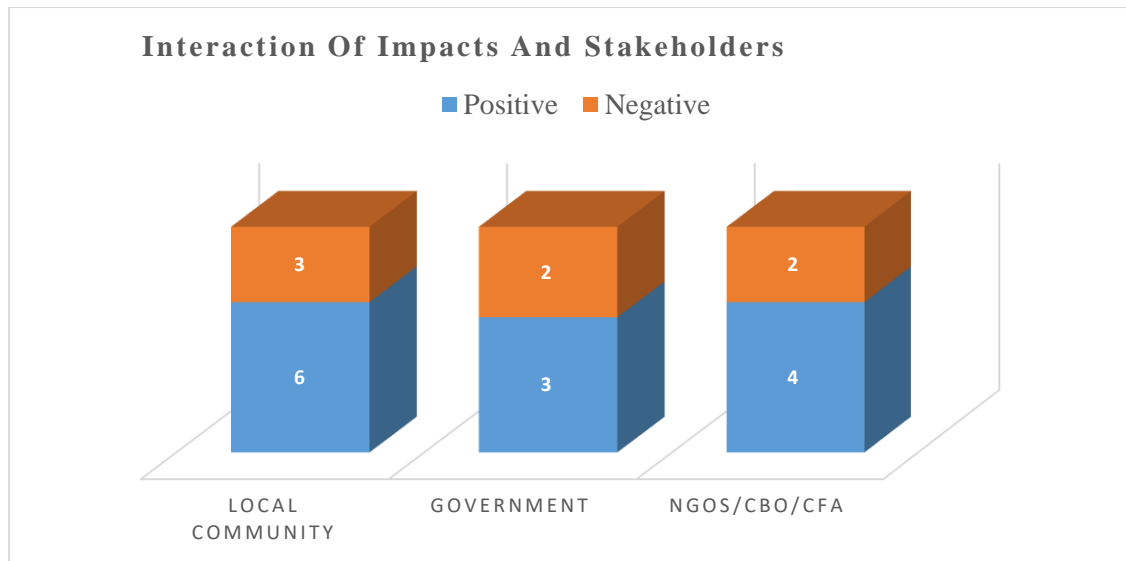 Interaction Of Impacts And Stakeholders
Positive Negative
3 2 2
6 3 4
LOCAL COMMUNITY
GOVERNMENT
NGOS/CBO/CFA